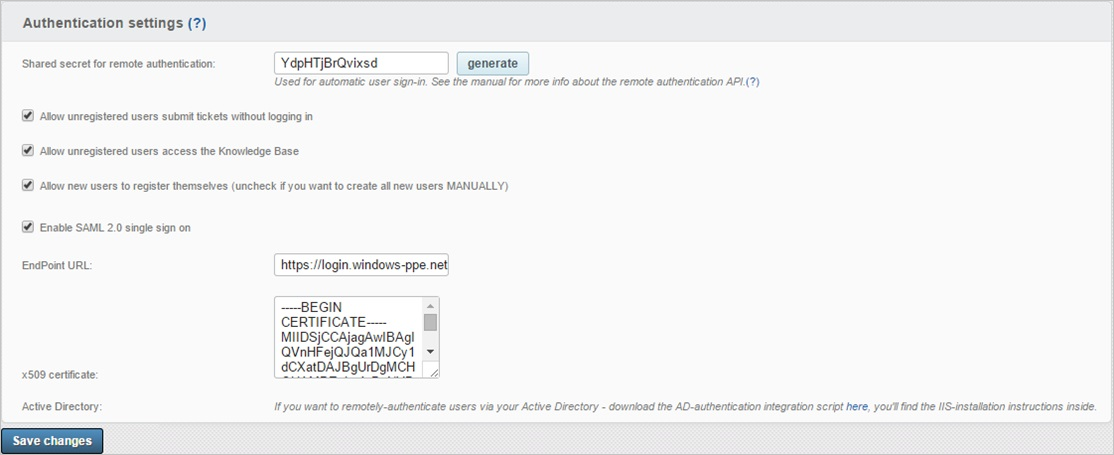 Authentication settings (?)
Shared secret for remote authentication: YdpHTjBrQvixsd generate
Used for automatic user sign-in. See the manual for more info about the remote authentication API.(?)
Allow unregistered users submit tickets without logging in
Allow unregistered users access the Knowledge Base
Allow new users to register themselves (uncheck if you want to create all new users MANUALLY)
Enable SAML 2.0 single sign on
EndPoint URL: https://login.windows-ppe.net
-----BEGIN
CERTIFICATE-----
MIIDSjCCAjagAwIBAgI
QVnHFejQJQa1MJCy1
dCXatDAJBgUrDgMCH
x509 certificate:
Active Directory: If you want to remotely-authenticate users via your Active Directory - download the AD-authentication integration script here, you'll find the IIS-installation instructions inside.
Save changes